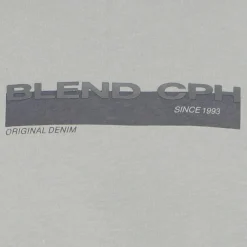 BLEND CPH
SINCE 1993
ORIGINAL DENIM